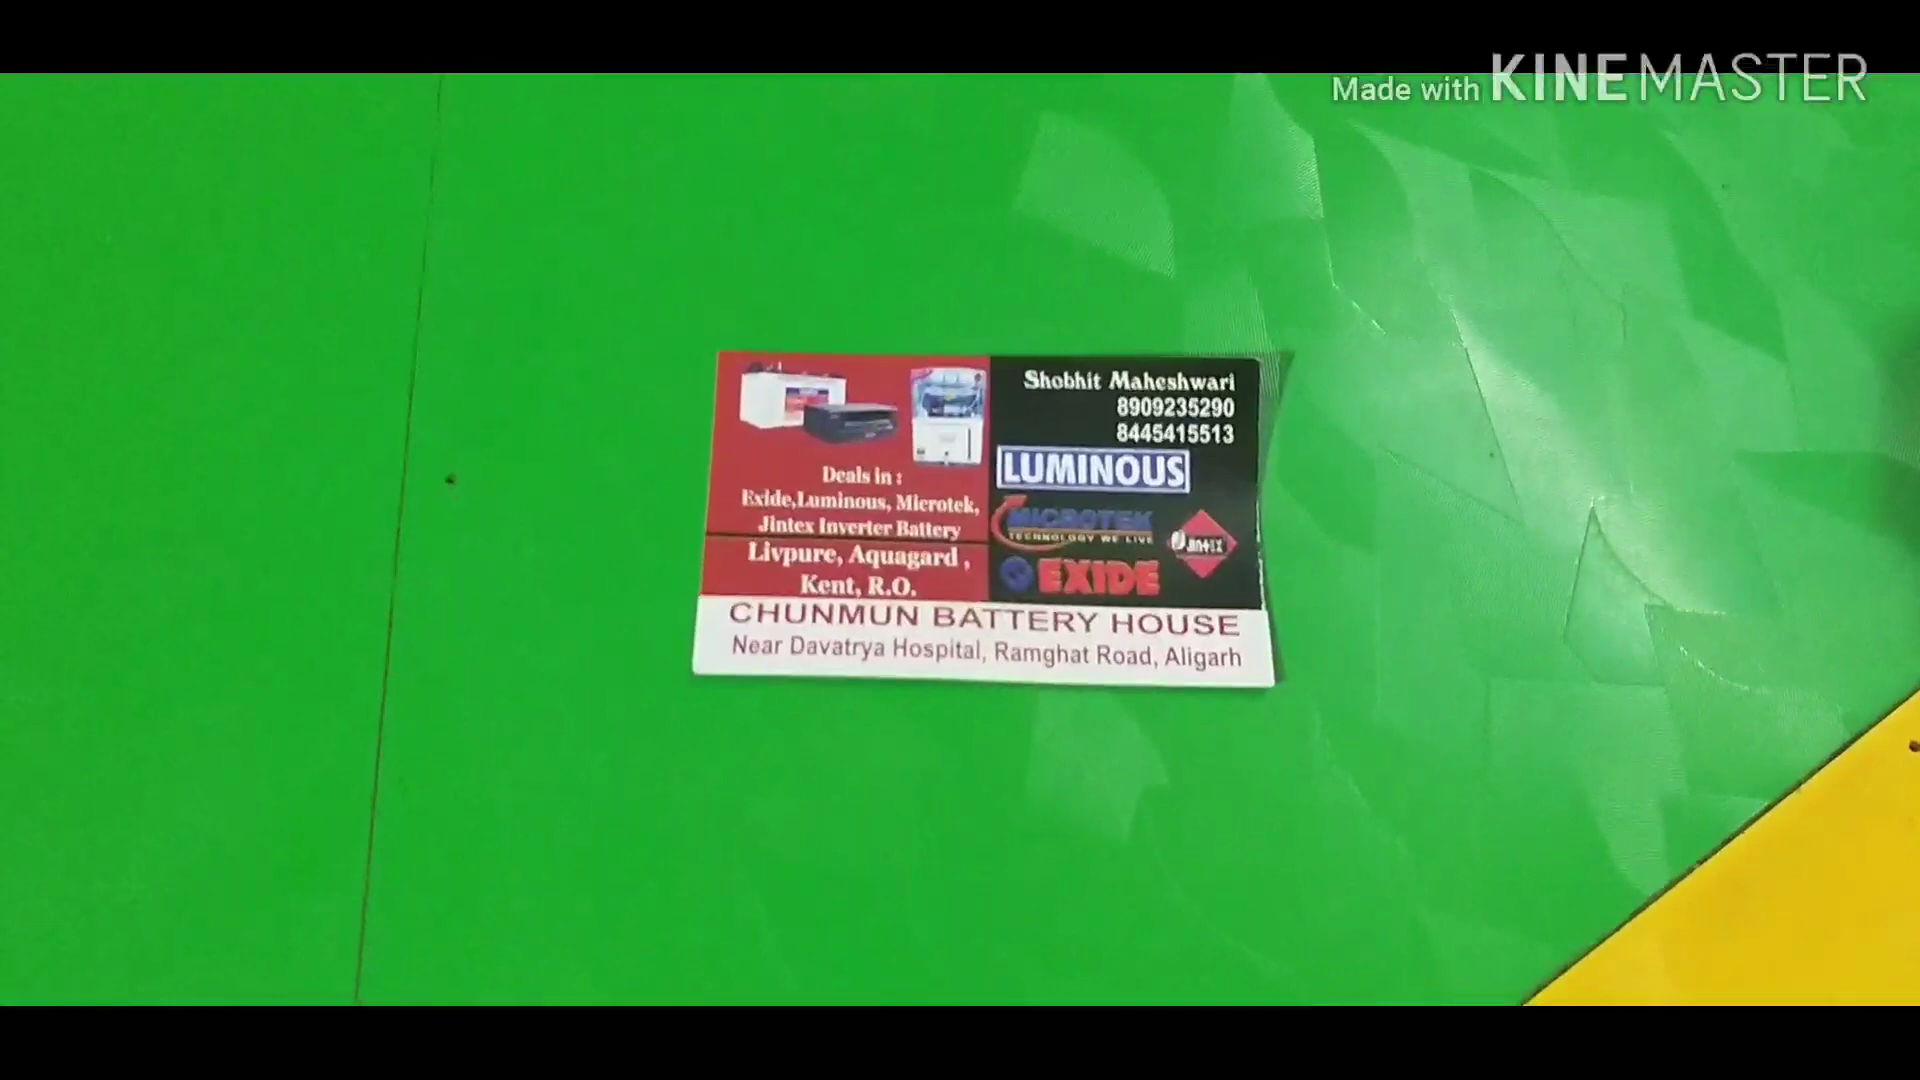 Made with KINEMASTER
Shobhit Maheshwari
8909235290
8445415513
Deals in :
Exide,Luminous, Microtek,
Jintex Inverter Battery
Livpure, Aquagard ,
Kent, R.O.
LUMINOUS
MICROTEK
TECHNOLOGY WE LIVE
Jintex
EXIDE
CHUNMUN BATTERY HOUSE
Near Davatrya Hospital, Ramghat Road, Aligarh